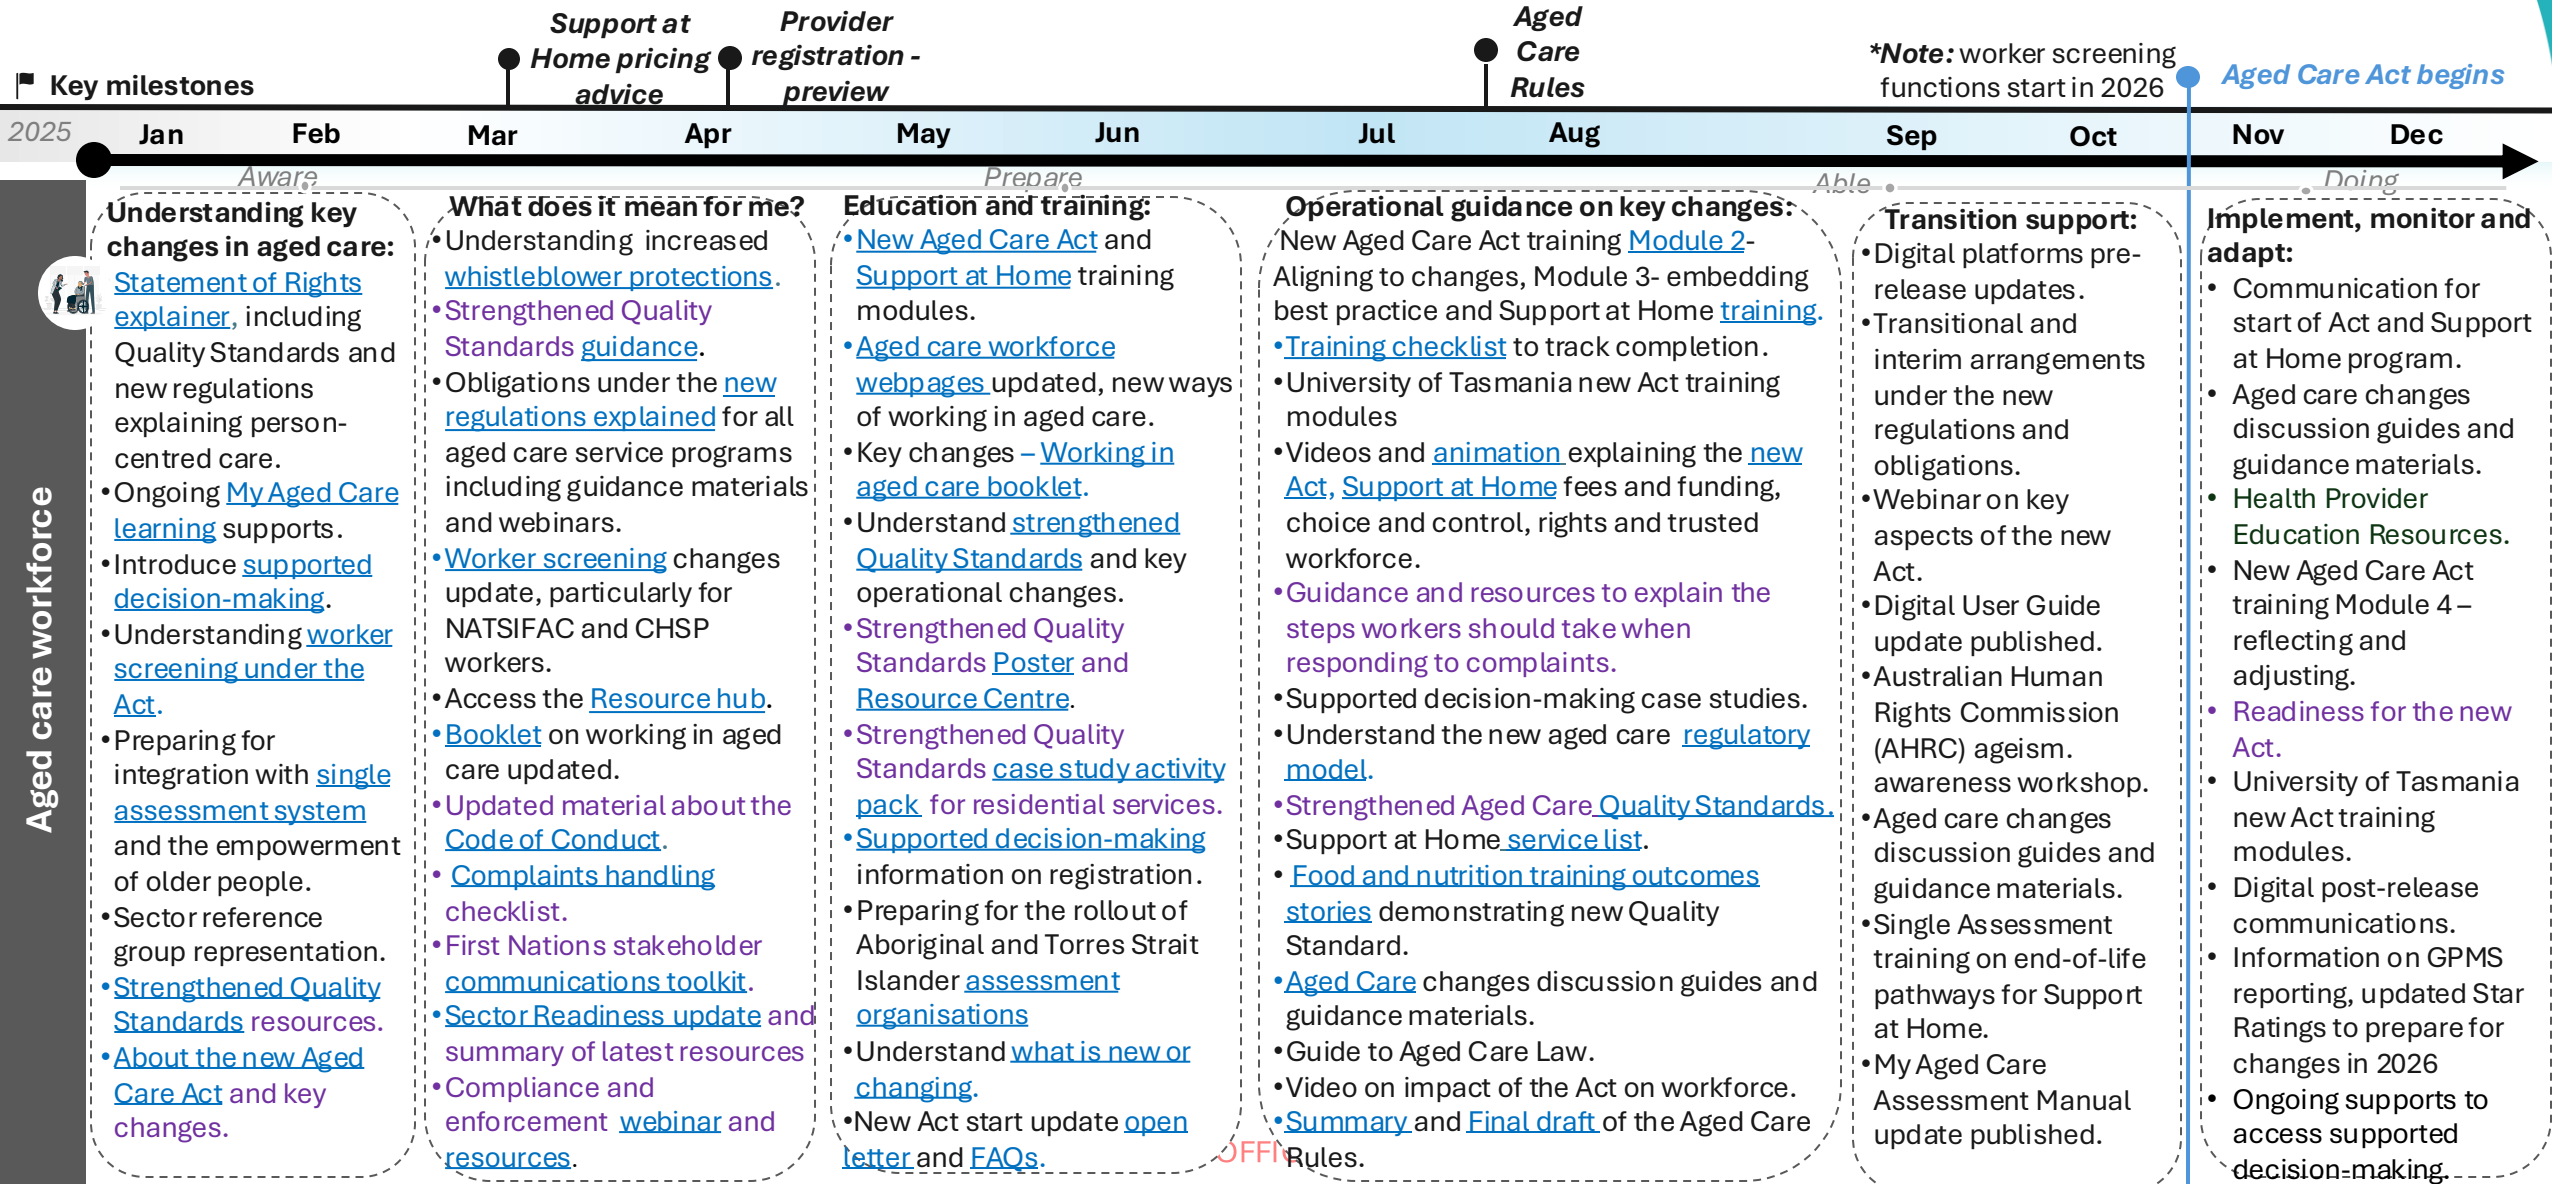 Support at
Home pricing
advice
Provider
registration -
preview
Aged
Care
Rules
*Note: worker screening
functions start in 2026
Aged Care Act begins
Key milestones
2025
Jan
Feb
Mar
Apr
May
Jun
Jul
Aug
Sep
Oct
Nov
Dec
Aware
Prepare
Able
Doing
Aged care workforce
Understanding key
changes in aged care:
Statement of Rights
explainer, including
Quality Standards and
new regulations
explaining person-
centred care.
•Ongoing My Aged Care
learning supports.
•Introduce supported
decision-making.
•Understanding worker
screening under the
Act.
•Preparing for
integration with single
assessment system
and the empowerment
of older people.
•Sector reference
group representation.
•Strengthened Quality
Standards resources.
•About the new Aged
Care Act and key
changes.
What does it mean for me?
•Understanding increased
whistleblower protections.
•Strengthened Quality
Standards guidance.
•Obligations under the new
regulations explained for all
aged care service programs
including guidance materials
and webinars.
•Worker screening changes
update, particularly for
NATSIFAC and CHSP
workers.
•Access the Resource hub.
•Booklet on working in aged
care updated.
•Updated material about the
Code of Conduct.
• Complaints handling
checklist.
•First Nations stakeholder
communications toolkit.
•Sector Readiness update and
summary of latest resources
•Compliance and
enforcement webinar and
resources.
Education and training:
•New Aged Care Act and
Support at Home training
modules.
•Aged care workforce
webpages updated, new ways
of working in aged care.
•Key changes – Working in
aged care booklet.
•Understand strengthened
Quality Standards and key
operational changes.
•Strengthened Quality
Standards Poster and
Resource Centre.
•Strengthened Quality
Standards case study activity
pack for residential services.
•Supported decision-making
information on registration.
•Preparing for the rollout of
Aboriginal and Torres Strait
Islander assessment
organisations
•Understand what is new or
changing.
•New Act start update open
letter and FAQs.
Operational guidance on key changes:
New Aged Care Act training Module 2-
Aligning to changes, Module 3- embedding
best practice and Support at Home training.
•Training checklist to track completion.
•University of Tasmania new Act training
modules
•Videos and animation explaining the new
Act, Support at Home fees and funding,
choice and control, rights and trusted
workforce.
•Guidance and resources to explain the
steps workers should take when
responding to complaints.
•Supported decision-making case studies.
•Understand the new aged care regulatory
model.
•Strengthened Aged Care Quality Standards.
•Support at Home service list.
• Food and nutrition training outcomes
stories demonstrating new Quality
Standard.
•Aged Care changes discussion guides and
guidance materials.
•Guide to Aged Care Law.
•Video on impact of the Act on workforce.
•Summary and Final draft of the Aged Care
Rules.
Transition support:
•Digital platforms pre-
release updates.
•Transitional and
interim arrangements
under the new
regulations and
obligations.
•Webinar on key
aspects of the new
Act.
•Digital User Guide
update published.
•Australian Human
Rights Commission
(AHRC) ageism.
awareness workshop.
•Aged care changes
discussion guides and
guidance materials.
•Single Assessment
training on end-of-life
pathways for Support
at Home.
•My Aged Care
Assessment Manual
update published.
Implement, monitor and
adapt:
• Communication for
start of Act and Support
at Home program.
• Aged care changes
discussion guides and
guidance materials.
• Health Provider
Education Resources.
• New Aged Care Act
training Module 4 –
reflecting and
adjusting.
• Readiness for the new
Act.
• University of Tasmania
new Act training
modules.
• Digital post-release
communications.
• Information on GPMS
reporting, updated Star
Ratings to prepare for
changes in 2026
• Ongoing supports to
access supported
decision-making.